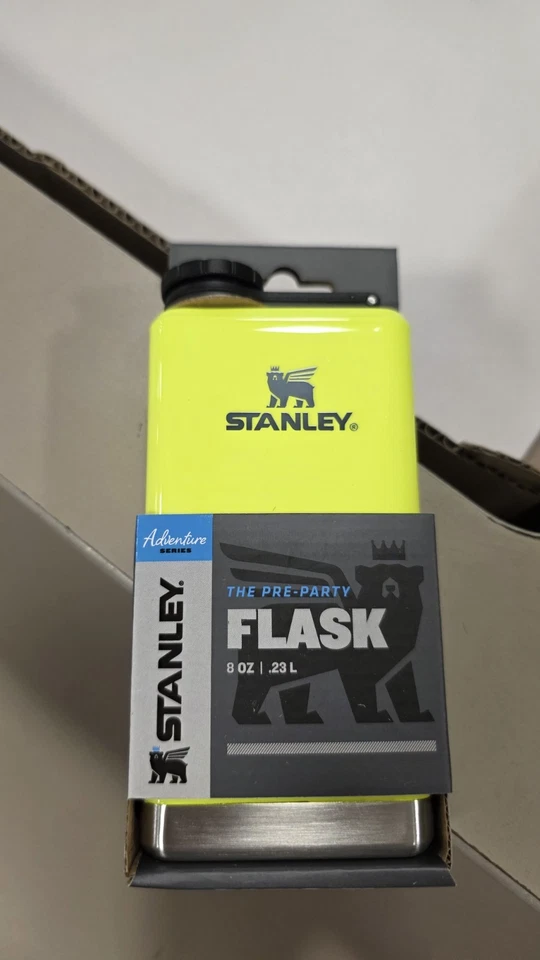 STANLEY®
Adventure
SERIES
STANLEY®
THE PRE-PARTY
FLASK
8 OZ | .23 L